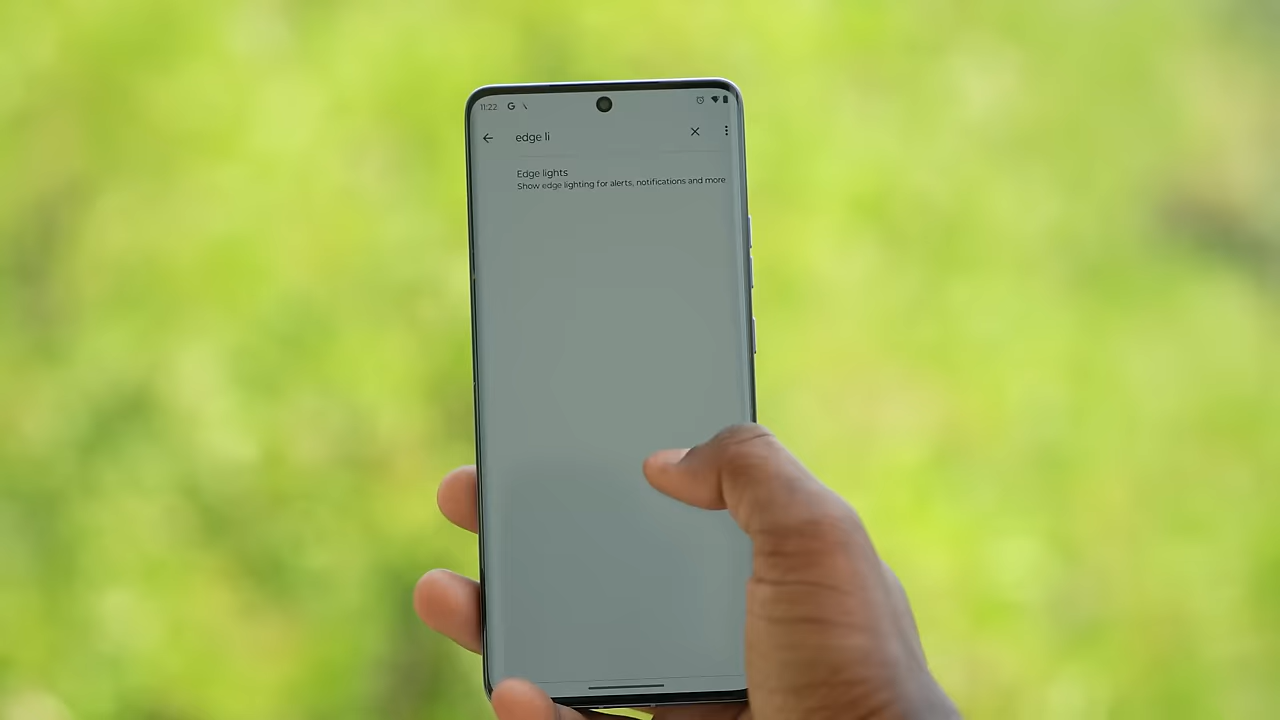 11:22 G
edge li
Edge lights
Show edge lighting for alerts, notifications and more